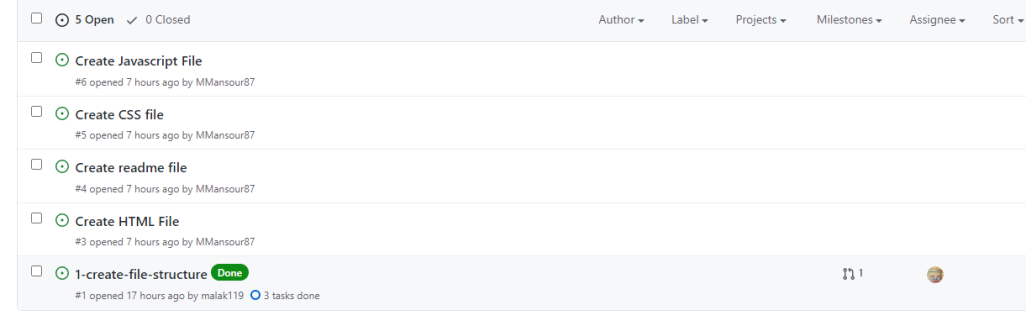 5 Open 0 Closed Author Label Projects Milestones Assignee Sort
Create Javascript File
#6 opened 7 hours ago by MMansour87
Create CSS file
#5 opened 7 hours ago by MMansour87
Create readme file
#4 opened 7 hours ago by MMansour87
Create HTML File
#3 opened 7 hours ago by MMansour87
1-create-file-structure Done 1
#1 opened 17 hours ago by malak119 3 tasks done